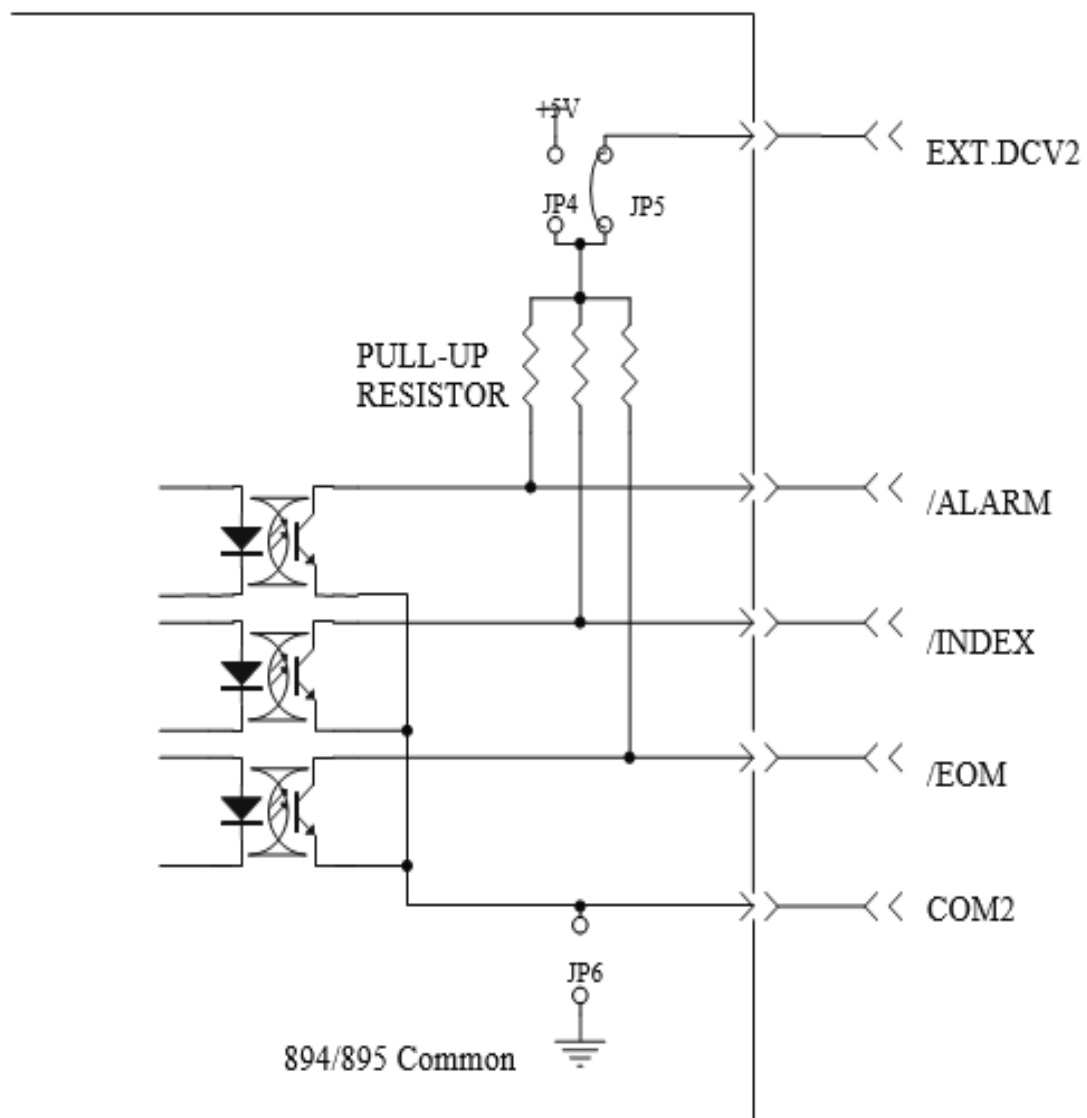 +5V
EXT.DCV2
JP4
JP5
PULL-UP
RESISTOR
/ALARM
/INDEX
/EOM
COM2
JP6
894/895 Common